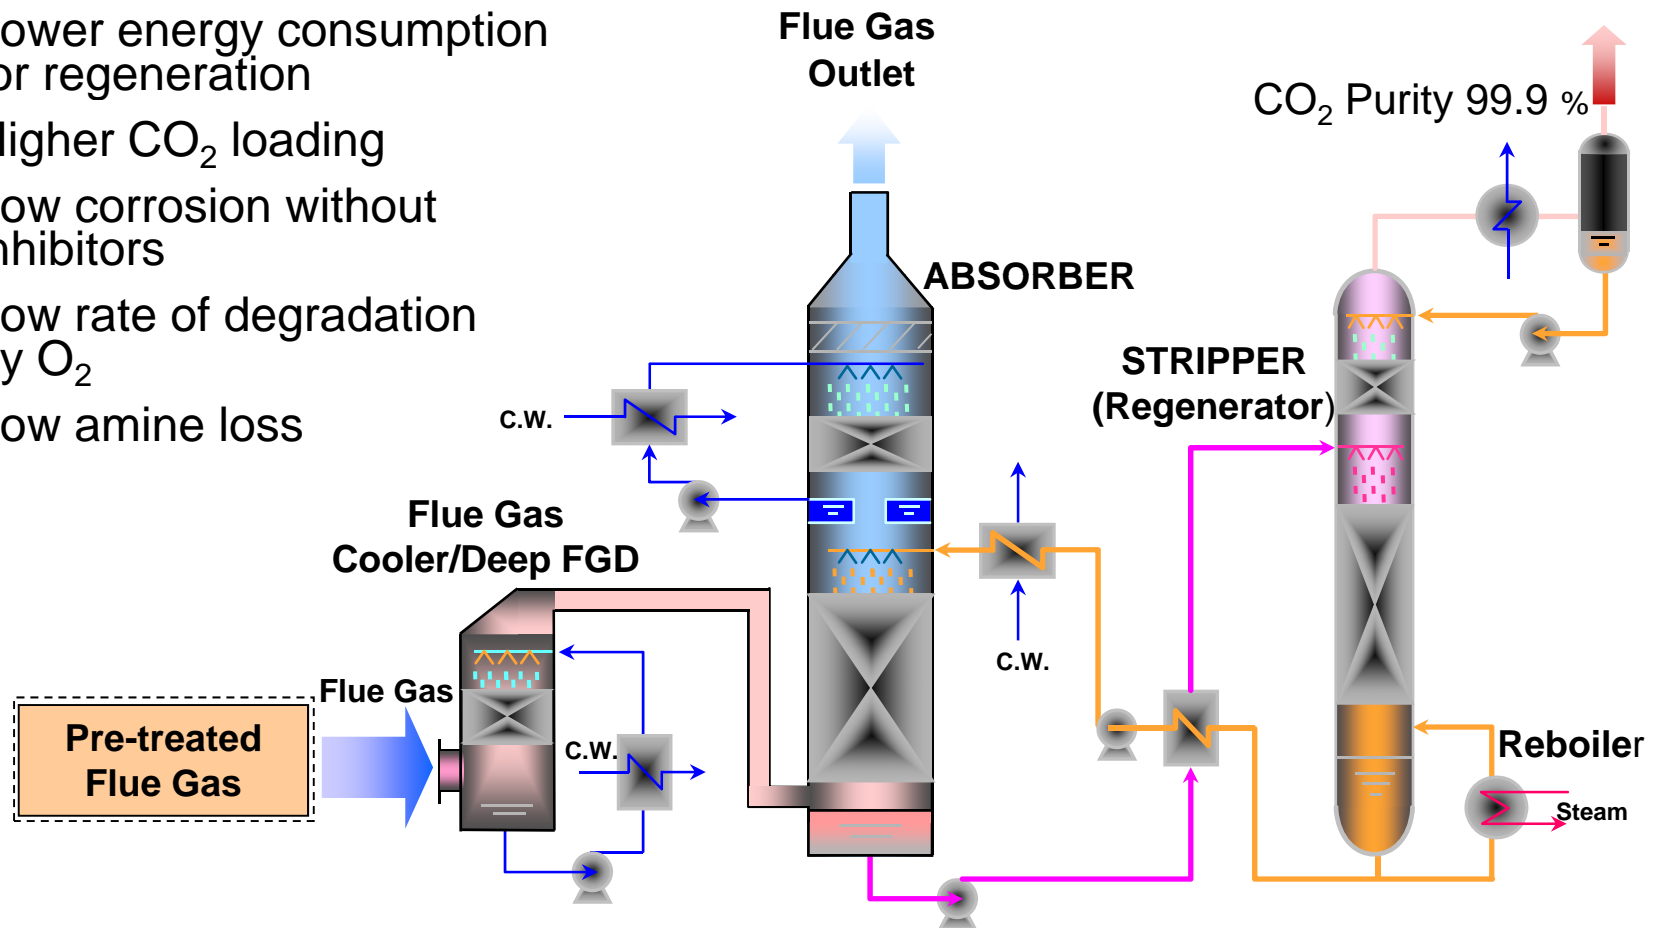 ower energy consumption
or regeneration
igher CO₂ loading
ow corrosion without
nhibitors
ow rate of degradation
y O₂
ow amine loss
Flue Gas
Outlet
CO₂ Purity 99.9 %
ABSORBER
STRIPPER
(Regenerator)
C.W.
Flue Gas
Cooler/Deep FGD
C.W.
Flue Gas
Pre-treated
Flue Gas
C.W.
Reboiler
Steam